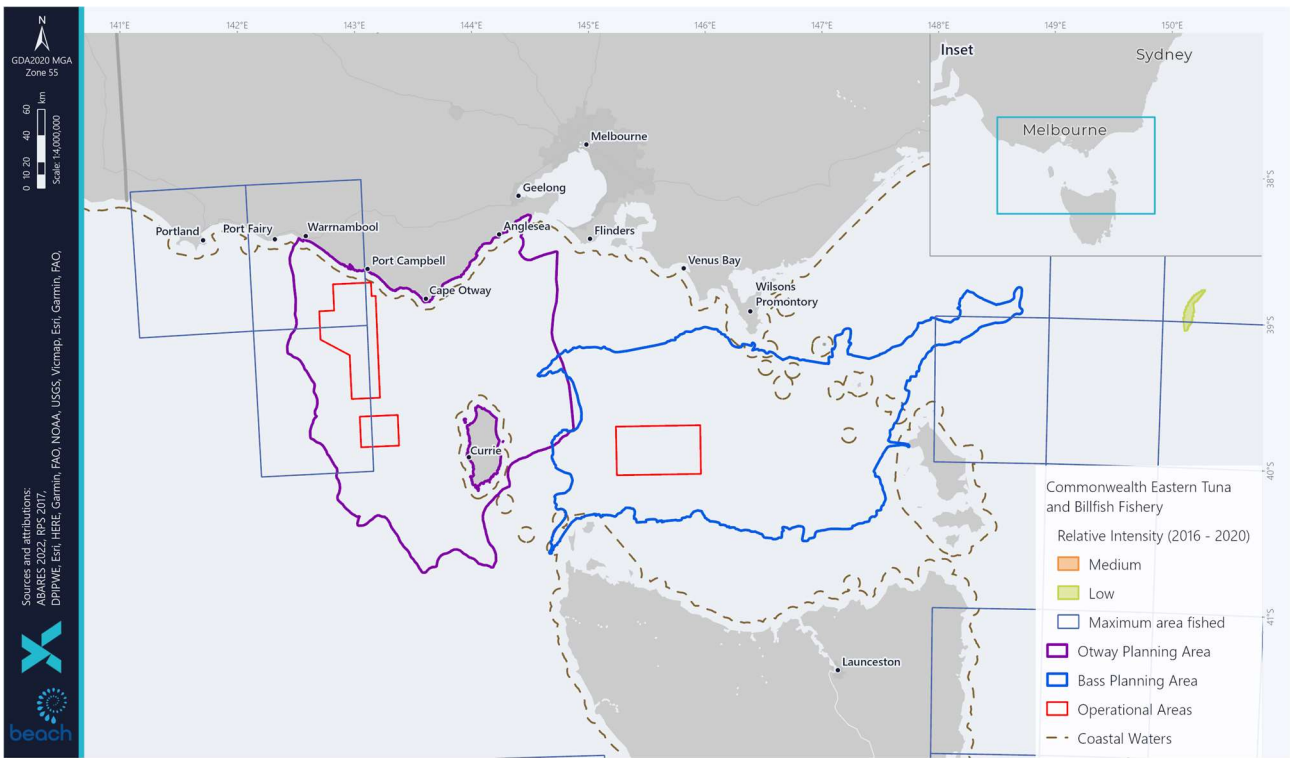 N
GDA2020 MGA
Zone 55
0 10 20 40 60 km
Scale: 1:4,000,000
Sources and attributions:
ABARES 2022, RPS 2017,
DPIPWE, Esri, HERE, Garmin, FAO, NOAA, USGS, Vicmap, Esri, Garmin, FAO,
beach
141°E
142°E
143°E
144°E
145°E
146°E
147°E
148°E
149°E
150°E
38°S
39°S
40°S
41°S
Inset
Sydney
Melbourne
Melbourne
Geelong
Portland
Port Fairy
Warrnambool
Anglesea
Flinders
Port Campbell
Cape Otway
Venus Bay
Wilsons
Promontory
Currie
Launceston
Commonwealth Eastern Tuna
and Billfish Fishery
Relative Intensity (2016 - 2020)
Medium
Low
Maximum area fished
Otway Planning Area
Bass Planning Area
Operational Areas
Coastal Waters